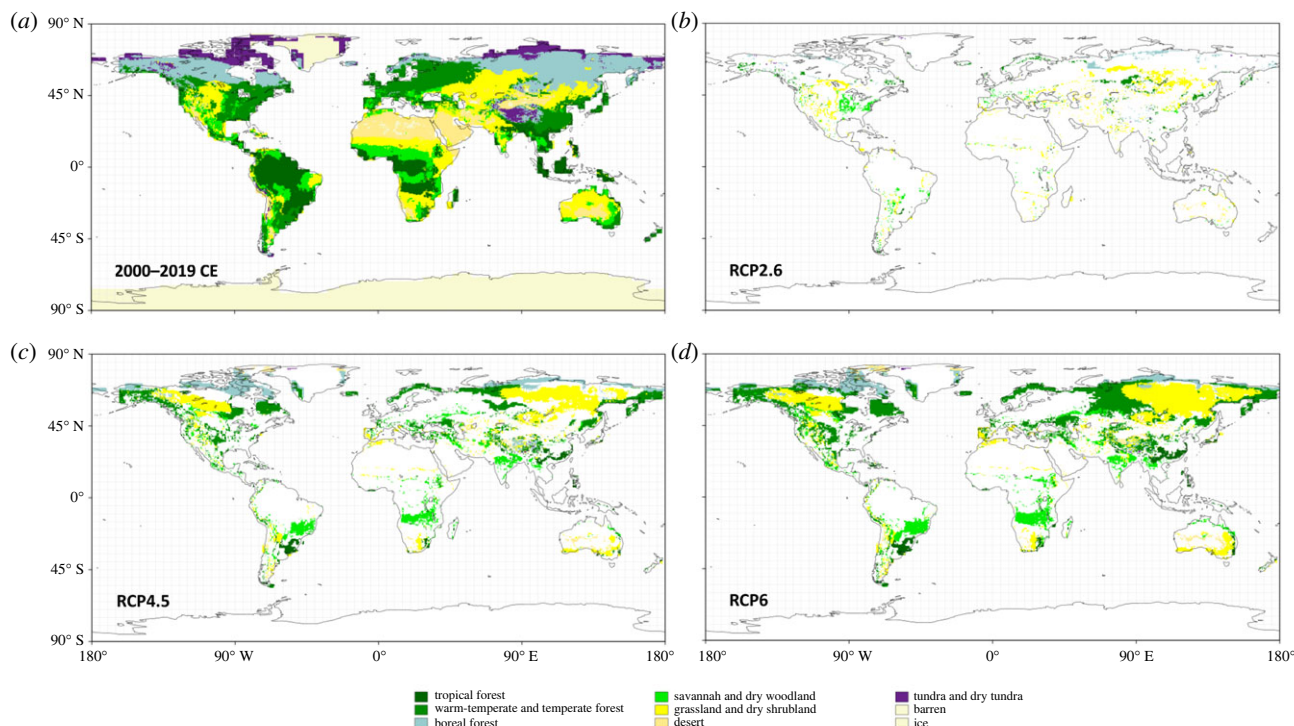 (a)
(b)
90° N
45° N
0°
45° S
90° S
2000–2019 CE
RCP2.6
(c)
(d)
90° N
45° N
0°
45° S
90° S
RCP4.5
RCP6
180°
90° W
0°
90° E
180°
90° W
0°
90° E
180°
tropical forest
warm-temperate and temperate forest
boreal forest
savannah and dry woodland
grassland and dry shrubland
desert
tundra and dry tundra
barren
ice